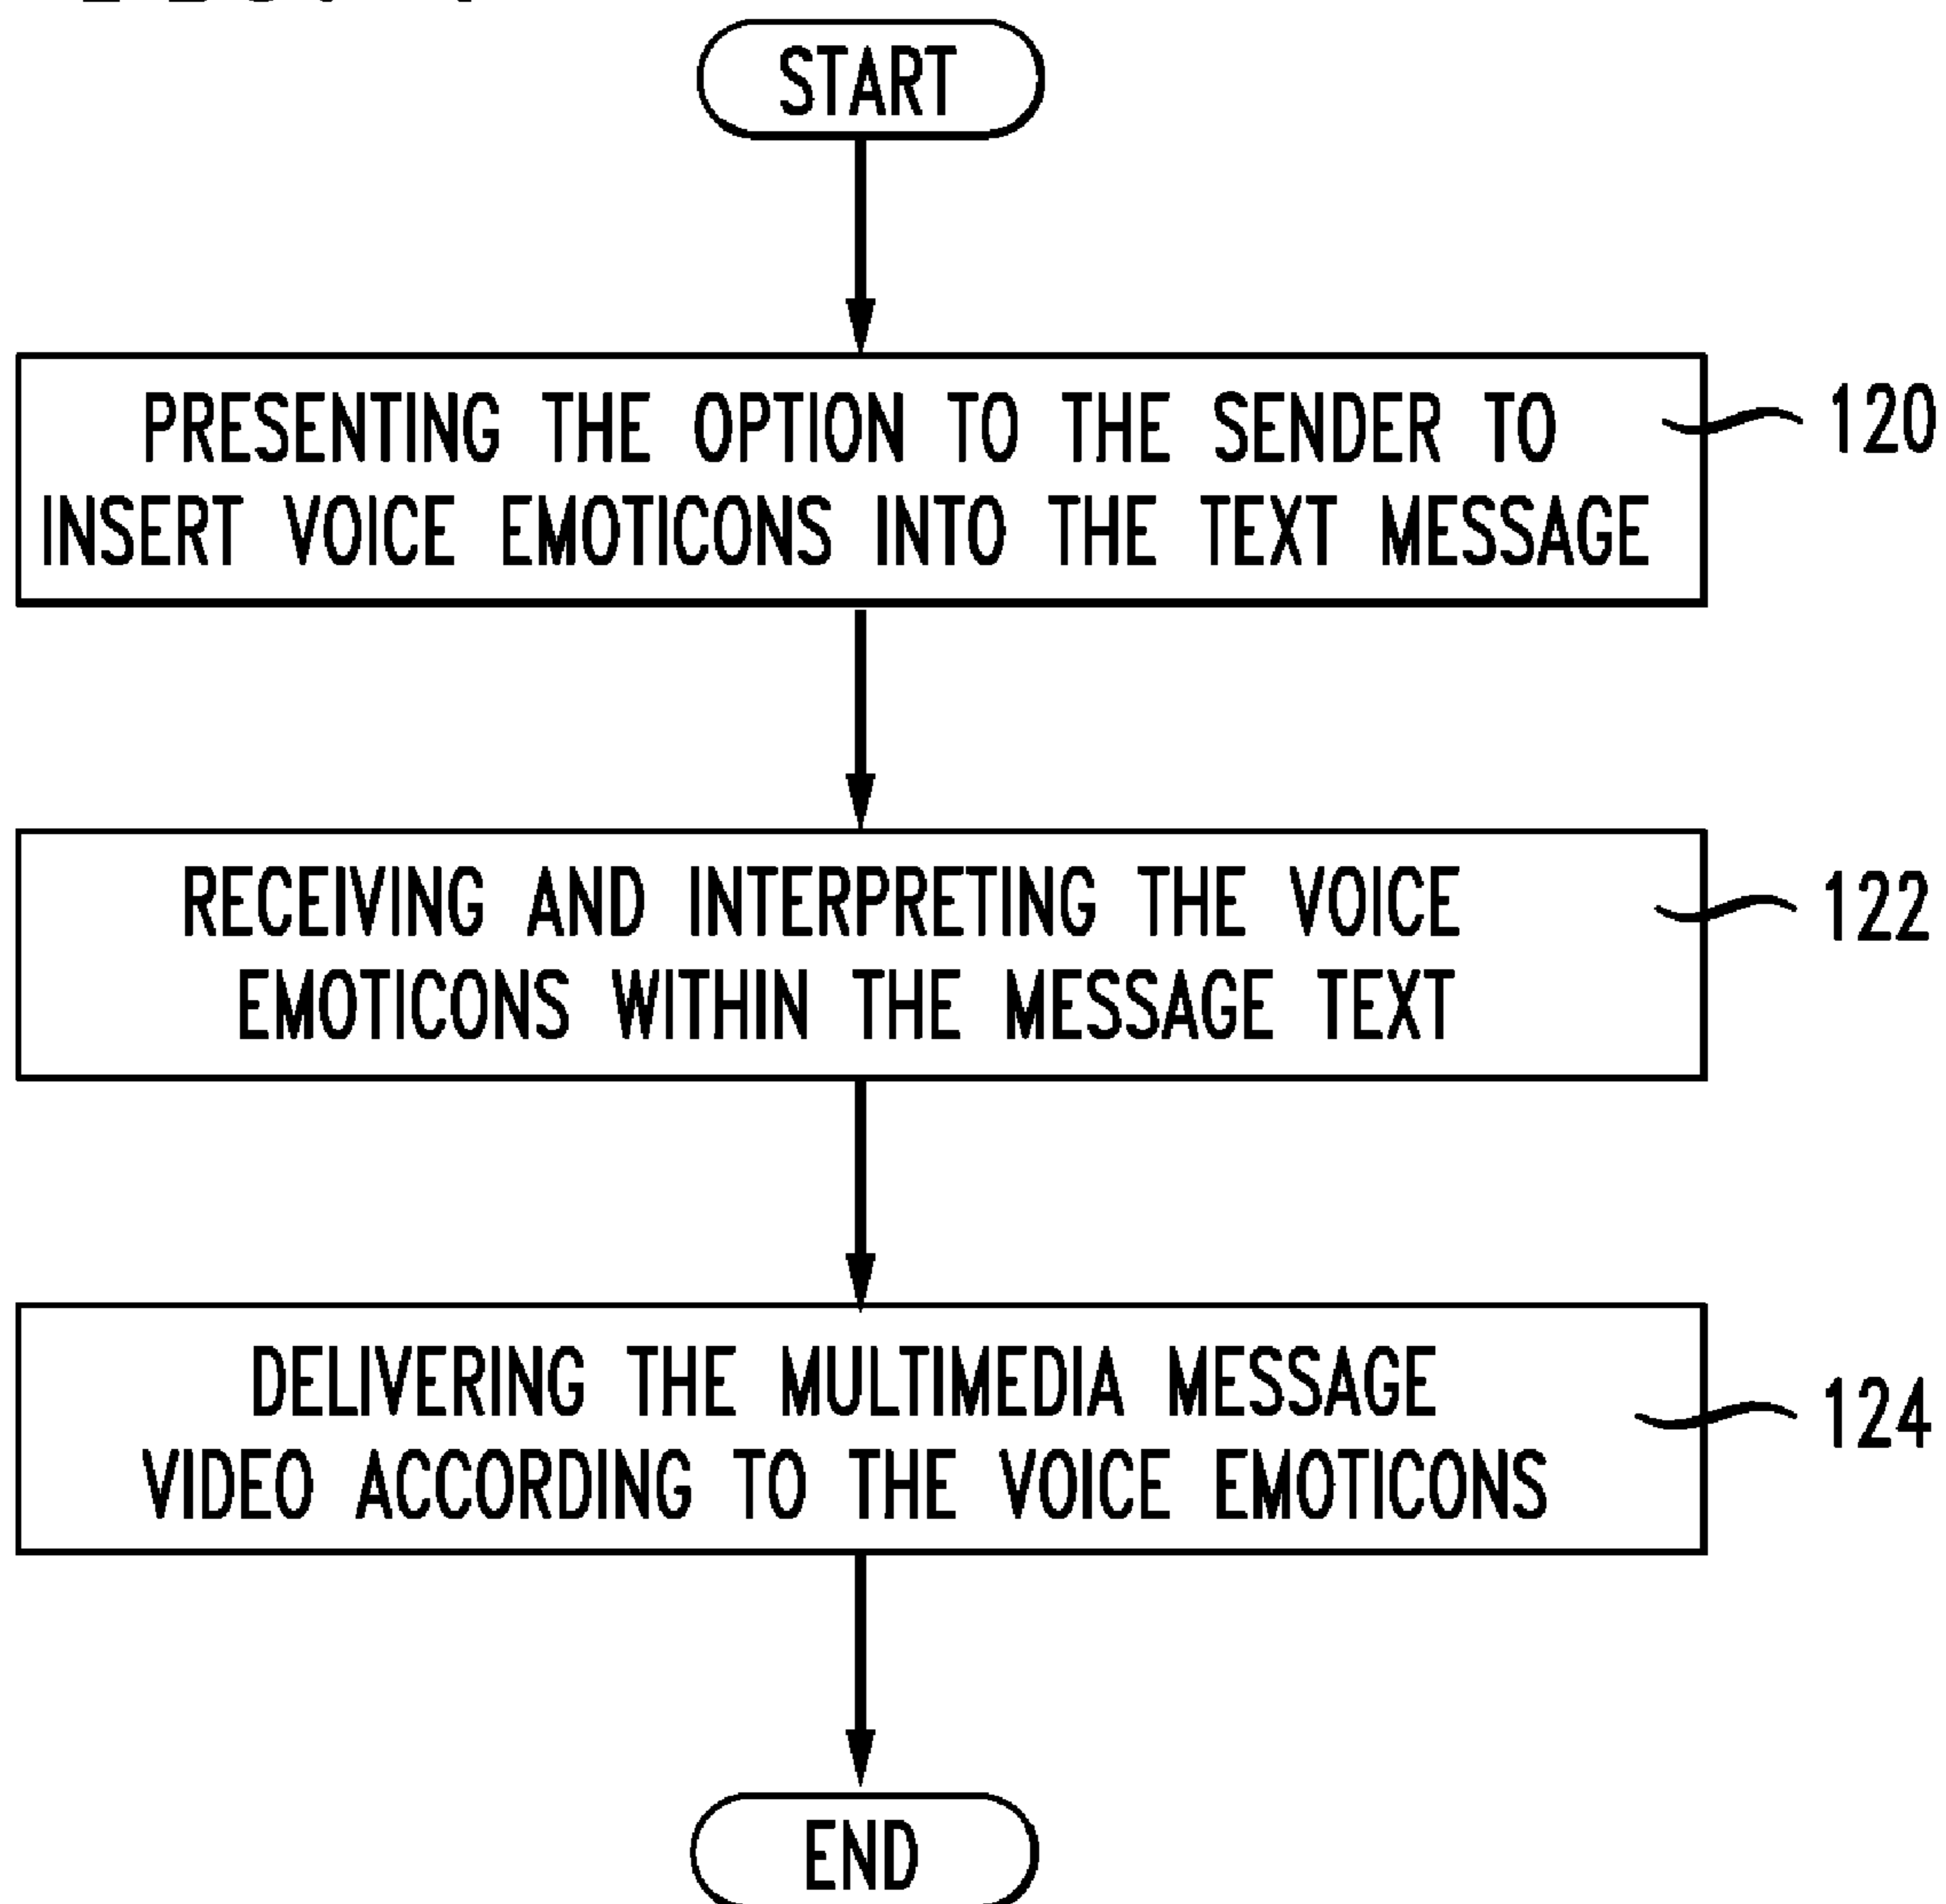 START
PRESENTING THE OPTION TO THE SENDER TO
INSERT VOICE EMOTICONS INTO THE TEXT MESSAGE
120
RECEIVING AND INTERPRETING THE VOICE
EMOTICONS WITHIN THE MESSAGE TEXT
122
DELIVERING THE MULTIMEDIA MESSAGE
VIDEO ACCORDING TO THE VOICE EMOTICONS
124
END